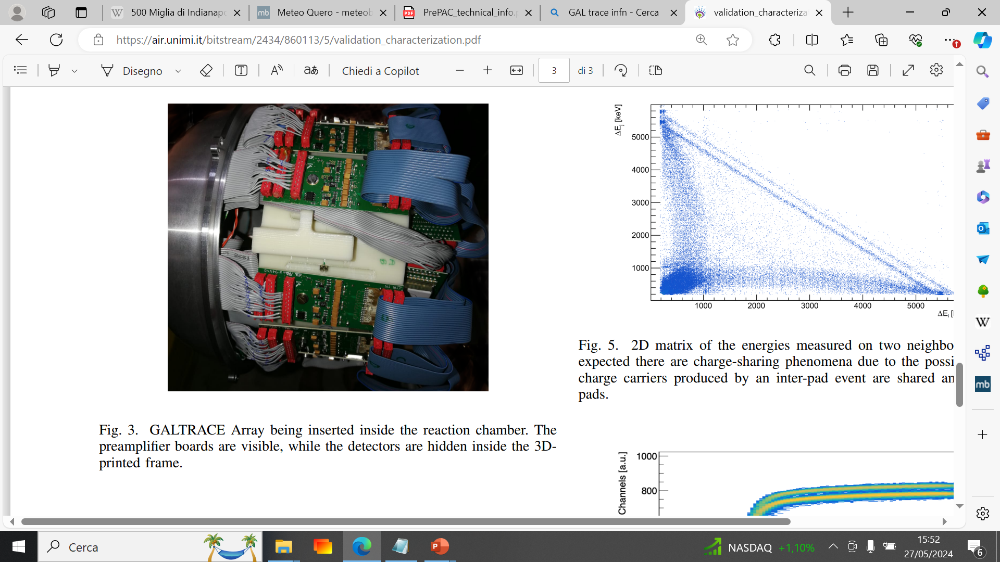 500 Miglia di Indianapo
Meteo Quero - meteob
PrePAC_technical_info.
GAL trace infn - Cerca
validation_characteriza
https://air.unimi.it/bitstream/2434/860113/5/validation_characterization.pdf
Disegno
Chiedi a Copilot
3
di 3
ΔEj [keV]
5000
4000
3000
2000
1000
1000 2000 3000 4000 5000
ΔEi [
Fig. 5. 2D matrix of the energies measured on two neighbo
expected there are charge-sharing phenomena due to the possi
charge carriers produced by an inter-pad event are shared an
pads.
Fig. 3. GALTRACE Array being inserted inside the reaction chamber. The
preamplifier boards are visible, while the detectors are hidden inside the 3D-
printed frame.
Channels [a.u.]
1000
800
Cerca
NASDAQ +1,10%
15:52
27/05/2024
6